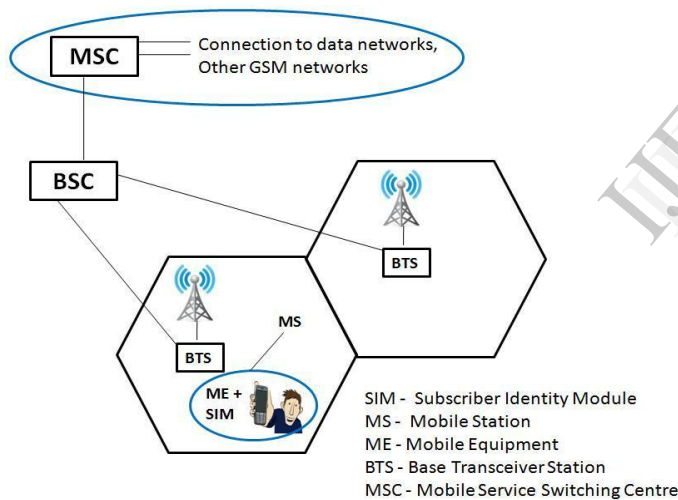 MSC
Connection to data networks,
Other GSM networks
BSC
BTS
MS
BTS
ME +
SIM
SIM - Subscriber Identity Module
MS - Mobile Station
ME - Mobile Equipment
BTS - Base Transceiver Station
MSC - Mobile Service Switching Centre